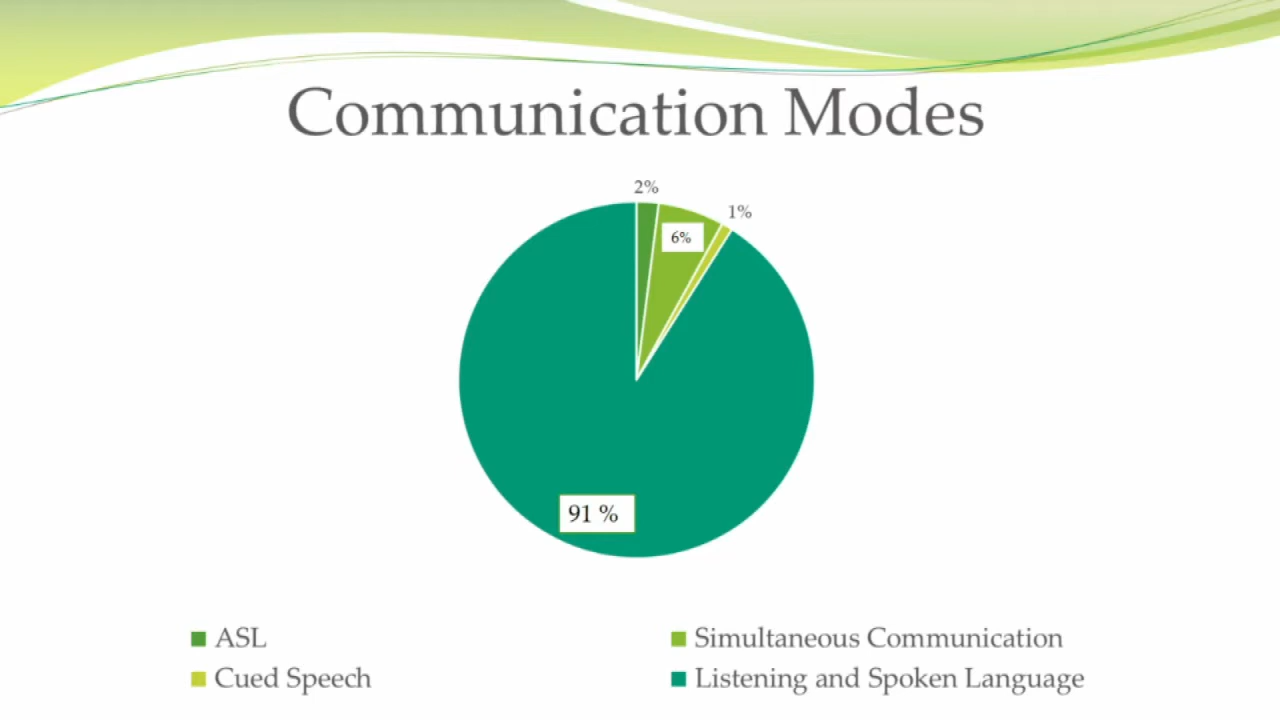 Communication Modes
2%
1%
6%
91 %
ASL
Simultaneous Communication
Cued Speech
Listening and Spoken Language